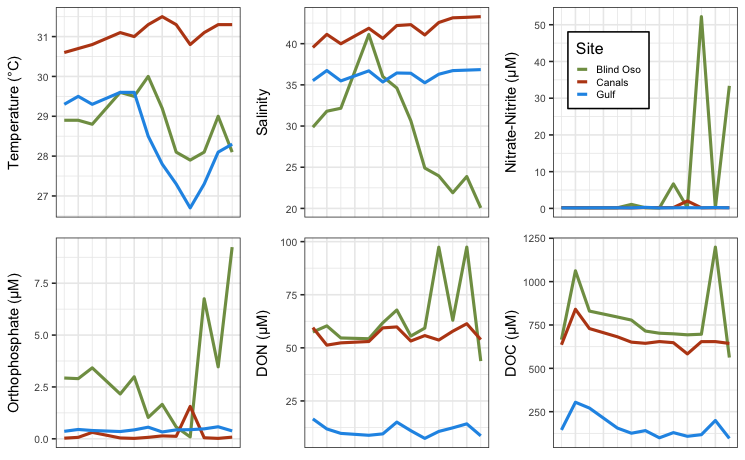 Temperature (°C)
31
30
29
28
27
Salinity
40
35
30
25
20
Nitrate-Nitrite (µM)
50
40
30
20
10
0
Site
Blind Oso
Canals
Gulf
Orthophosphate (µM)
7.5
5.0
2.5
0.0
DON (µM)
100
75
50
25
DOC (µM)
1250
1000
750
500
250